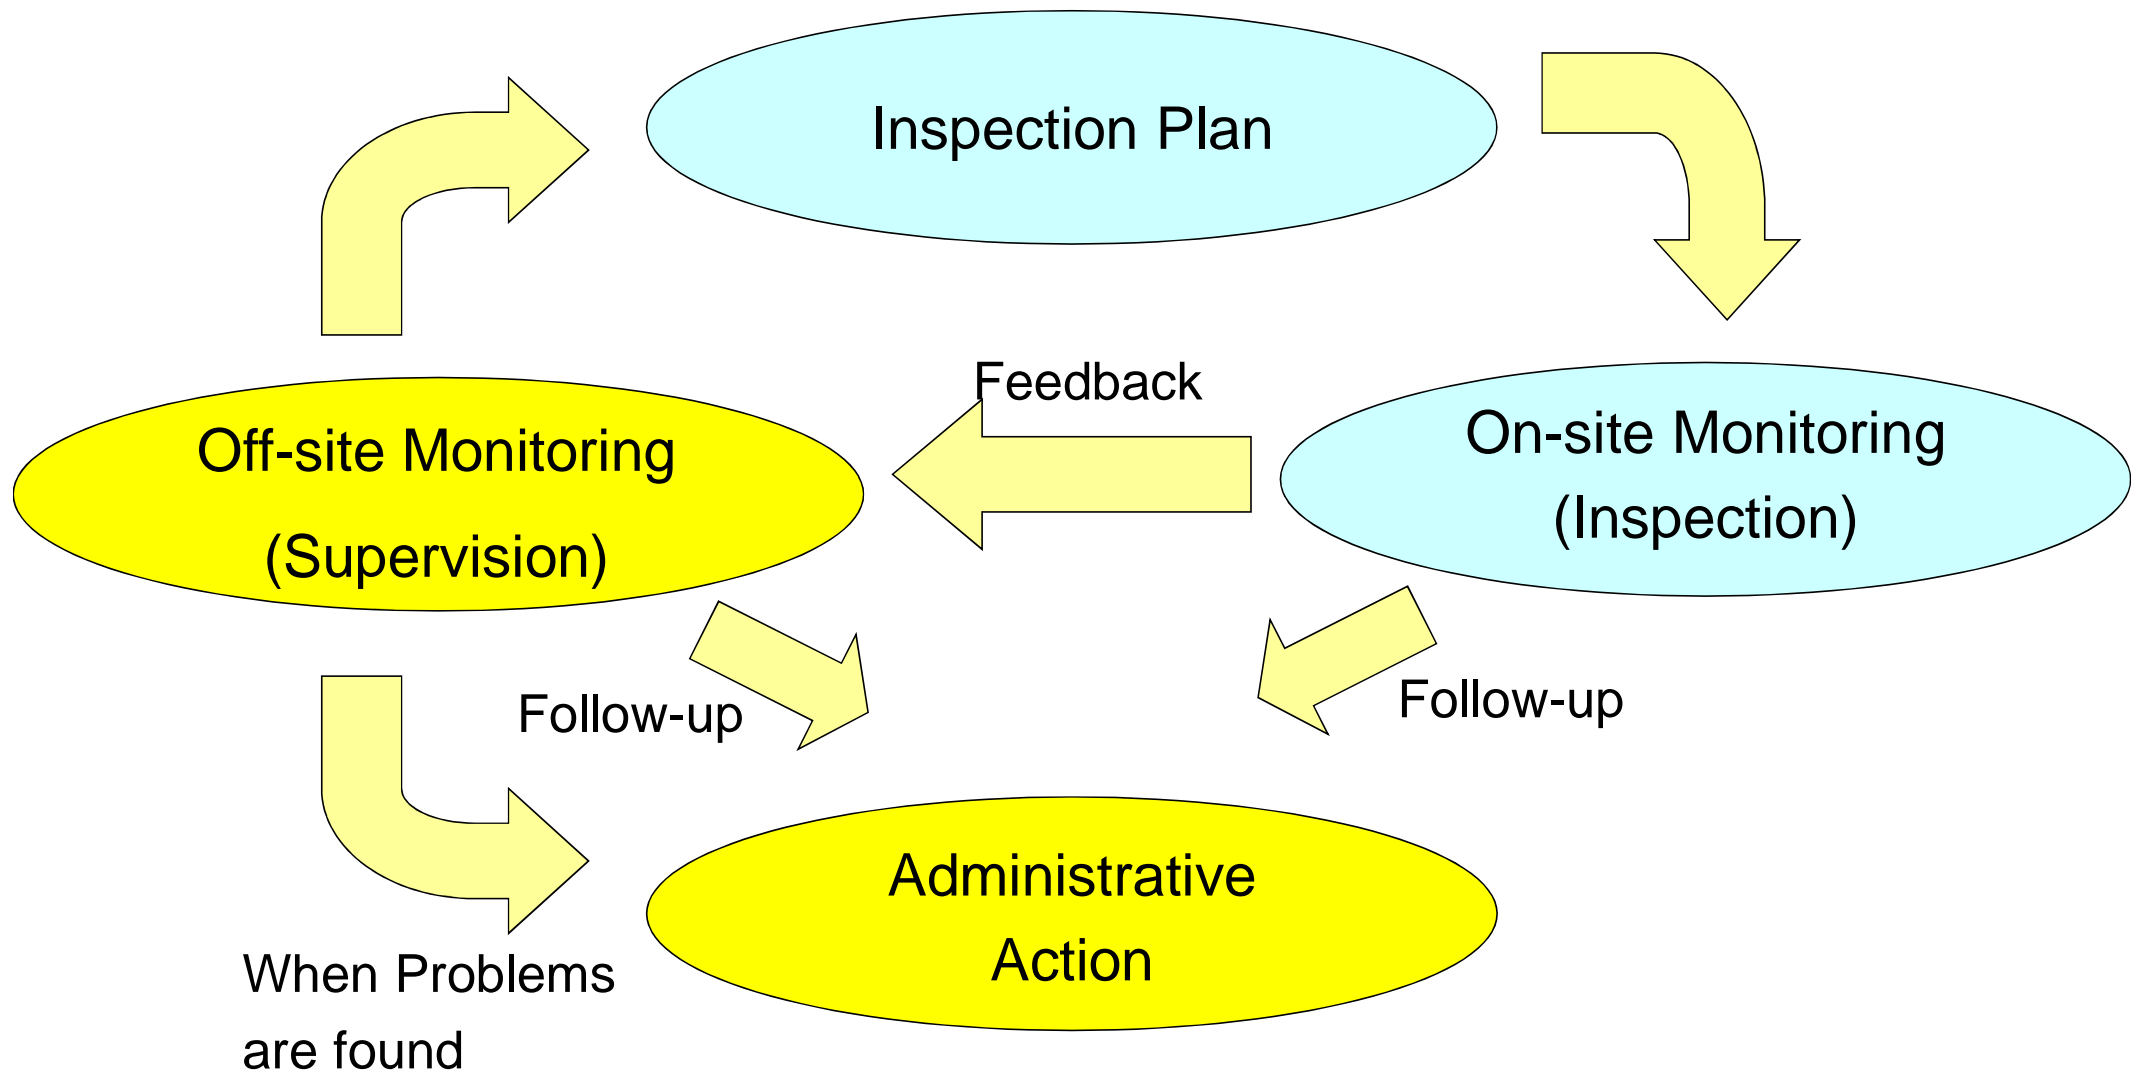 Inspection Plan
Feedback
Off-site Monitoring
(Supervision)
On-site Monitoring
(Inspection)
Follow-up
Follow-up
Administrative
Action
When Problems
are found